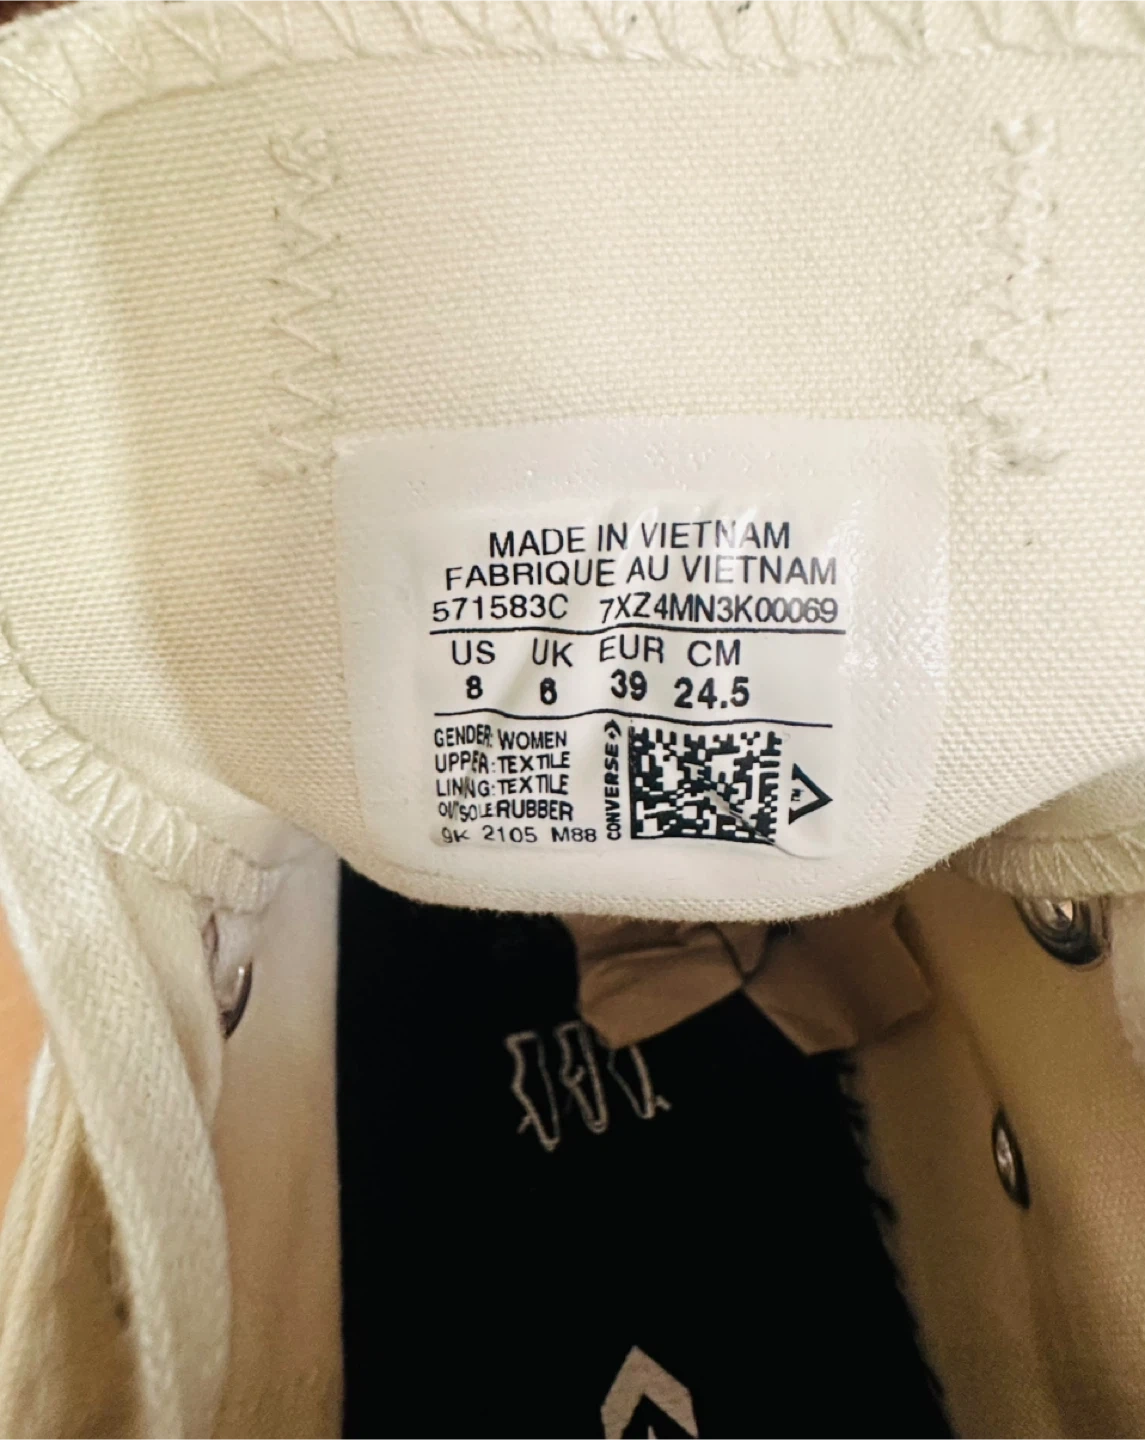 MADE IN VIETNAM
FABRIQUE AU VIETNAM
571583C 7XZ4MN3K00069
US UK EUR CM
8 6 39 24.5
GENDER: WOMEN
UPPER: TEXTILE
LINING: TEXTILE
OUTSOLE: RUBBER
9K 2105 M88
CONVERSE
TM